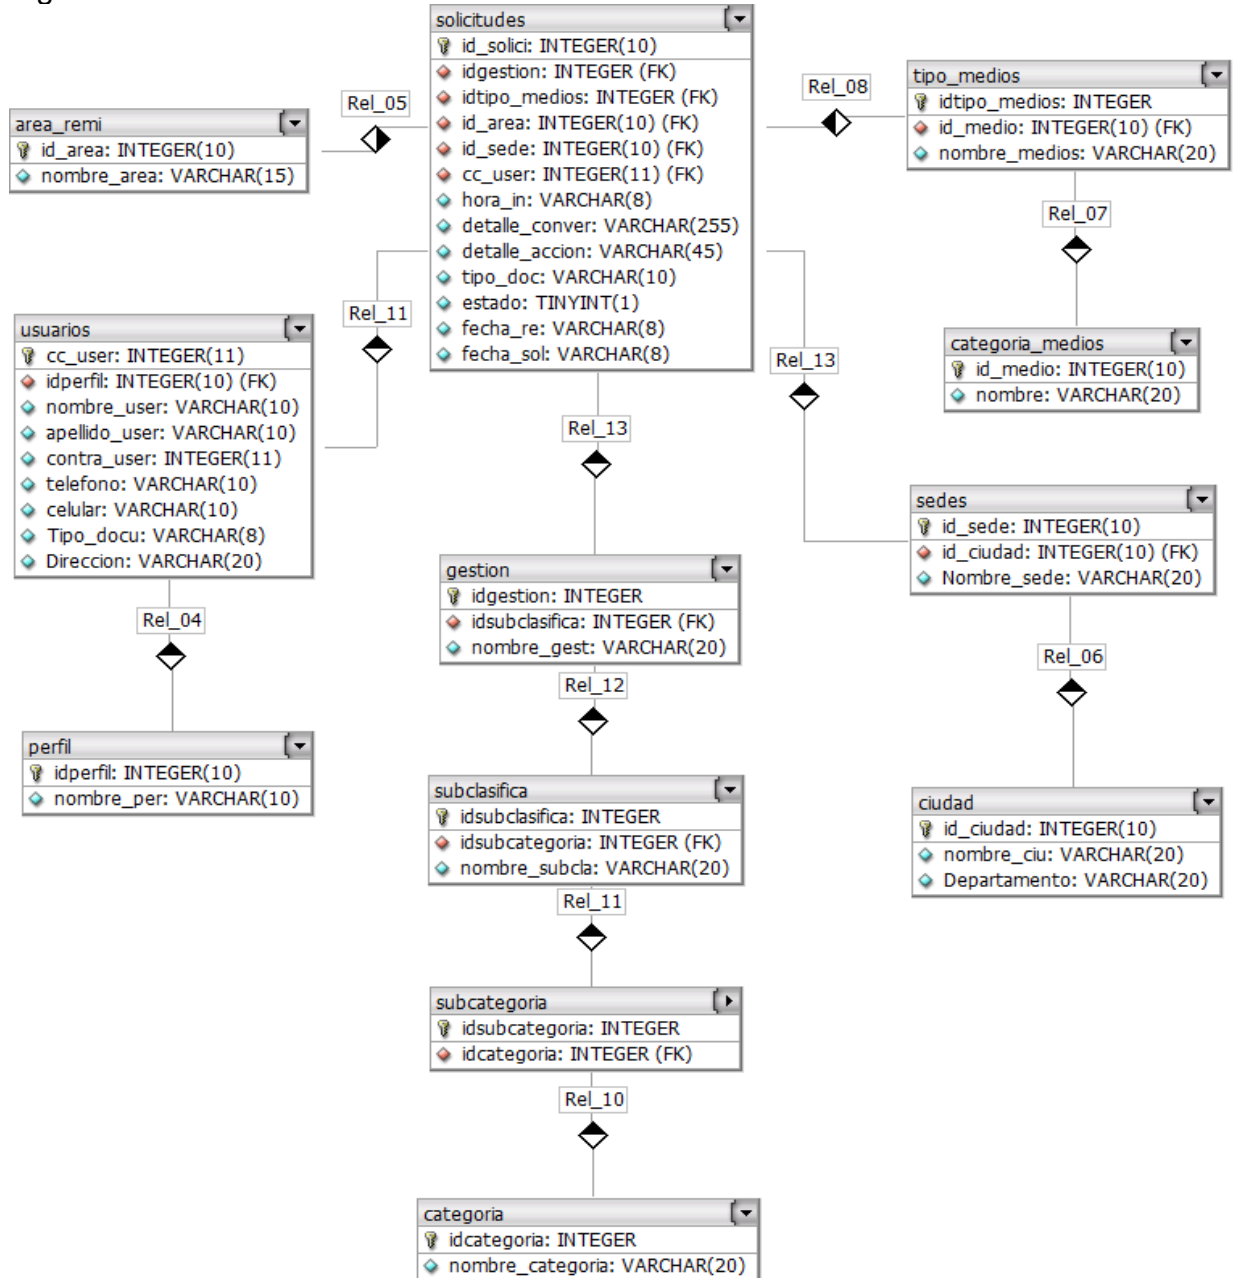 solicitudes
id_solici: INTEGER(10)
idgestion: INTEGER (FK)
idtipo_medios: INTEGER (FK)
id_area: INTEGER(10) (FK)
id_sede: INTEGER(10) (FK)
cc_user: INTEGER(11) (FK)
hora_in: VARCHAR(8)
detalle_conver: VARCHAR(255)
detalle_accion: VARCHAR(45)
tipo_doc: VARCHAR(10)
estado: TINYINT(1)
fecha_re: VARCHAR(8)
fecha_sol: VARCHAR(8)
Rel_05
Rel_08
area_remi
id_area: INTEGER(10)
nombre_area: VARCHAR(15)
tipo_medios
idtipo_medios: INTEGER
id_medio: INTEGER(10) (FK)
nombre_medios: VARCHAR(20)
Rel_07
categoria_medios
id_medio: INTEGER(10)
nombre: VARCHAR(20)
Rel_11
usuarios
cc_user: INTEGER(11)
idperfil: INTEGER(10) (FK)
nombre_user: VARCHAR(10)
apellido_user: VARCHAR(10)
contra_user: INTEGER(11)
telefono: VARCHAR(10)
celular: VARCHAR(10)
Tipo_docu: VARCHAR(8)
Direccion: VARCHAR(20)
Rel_13
Rel_13
sedes
id_sede: INTEGER(10)
id_ciudad: INTEGER(10) (FK)
Nombre_sede: VARCHAR(20)
gestion
idgestion: INTEGER
idsubclasifica: INTEGER (FK)
nombre_gest: VARCHAR(20)
Rel_04
Rel_12
Rel_06
perfil
idperfil: INTEGER(10)
nombre_per: VARCHAR(10)
subclasifica
idsubclasifica: INTEGER
idsubcategoria: INTEGER (FK)
nombre_subcla: VARCHAR(20)
ciudad
id_ciudad: INTEGER(10)
nombre_ciu: VARCHAR(20)
Departamento: VARCHAR(20)
Rel_11
subcategoria
idsubcategoria: INTEGER
idcategoria: INTEGER (FK)
Rel_10
categoria
idcategoria: INTEGER
nombre_categoria: VARCHAR(20)